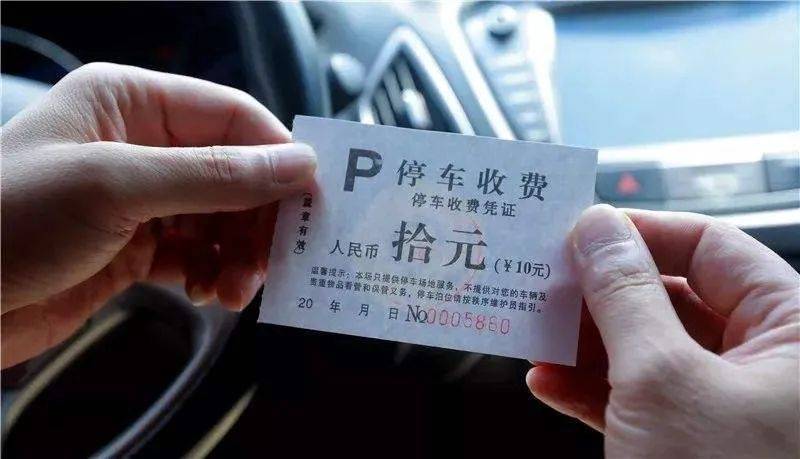 P 停车收费
停车收费凭证
(盖章有效)
人民币 拾元 (￥10元)
温馨提示：本场只提供停车场地服务，不提供对您的车辆及
贵重物品看管和保管义务，停车泊位请按秩序维护员指引。
20 年 月 日 No0005860